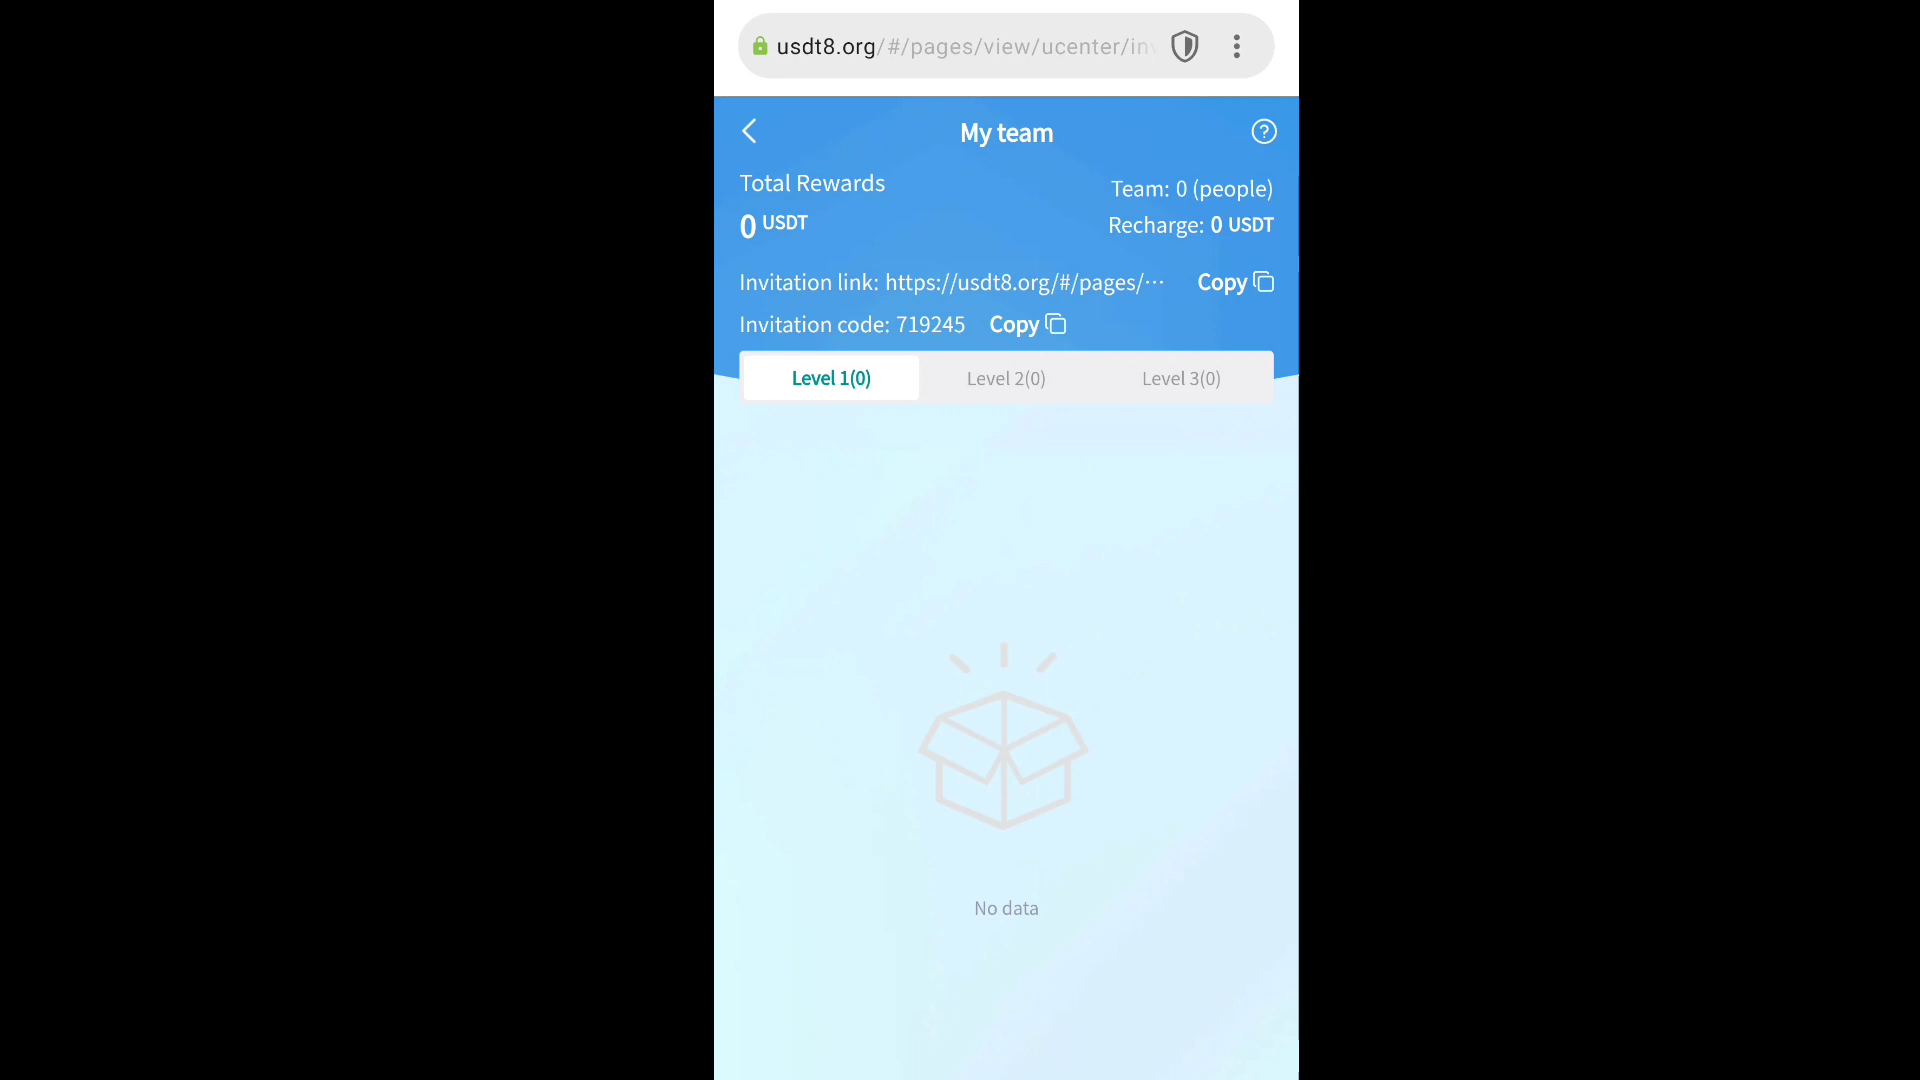 usdt8.org/#/pages/view/ucenter/inv
My team
Total Rewards
0 USDT
Team: 0 (people)
Recharge: 0 USDT
Invitation link: https://usdt8.org/#/pages/··· Copy
Invitation code: 719245 Copy
Level 1(0) Level 2(0) Level 3(0)
No data